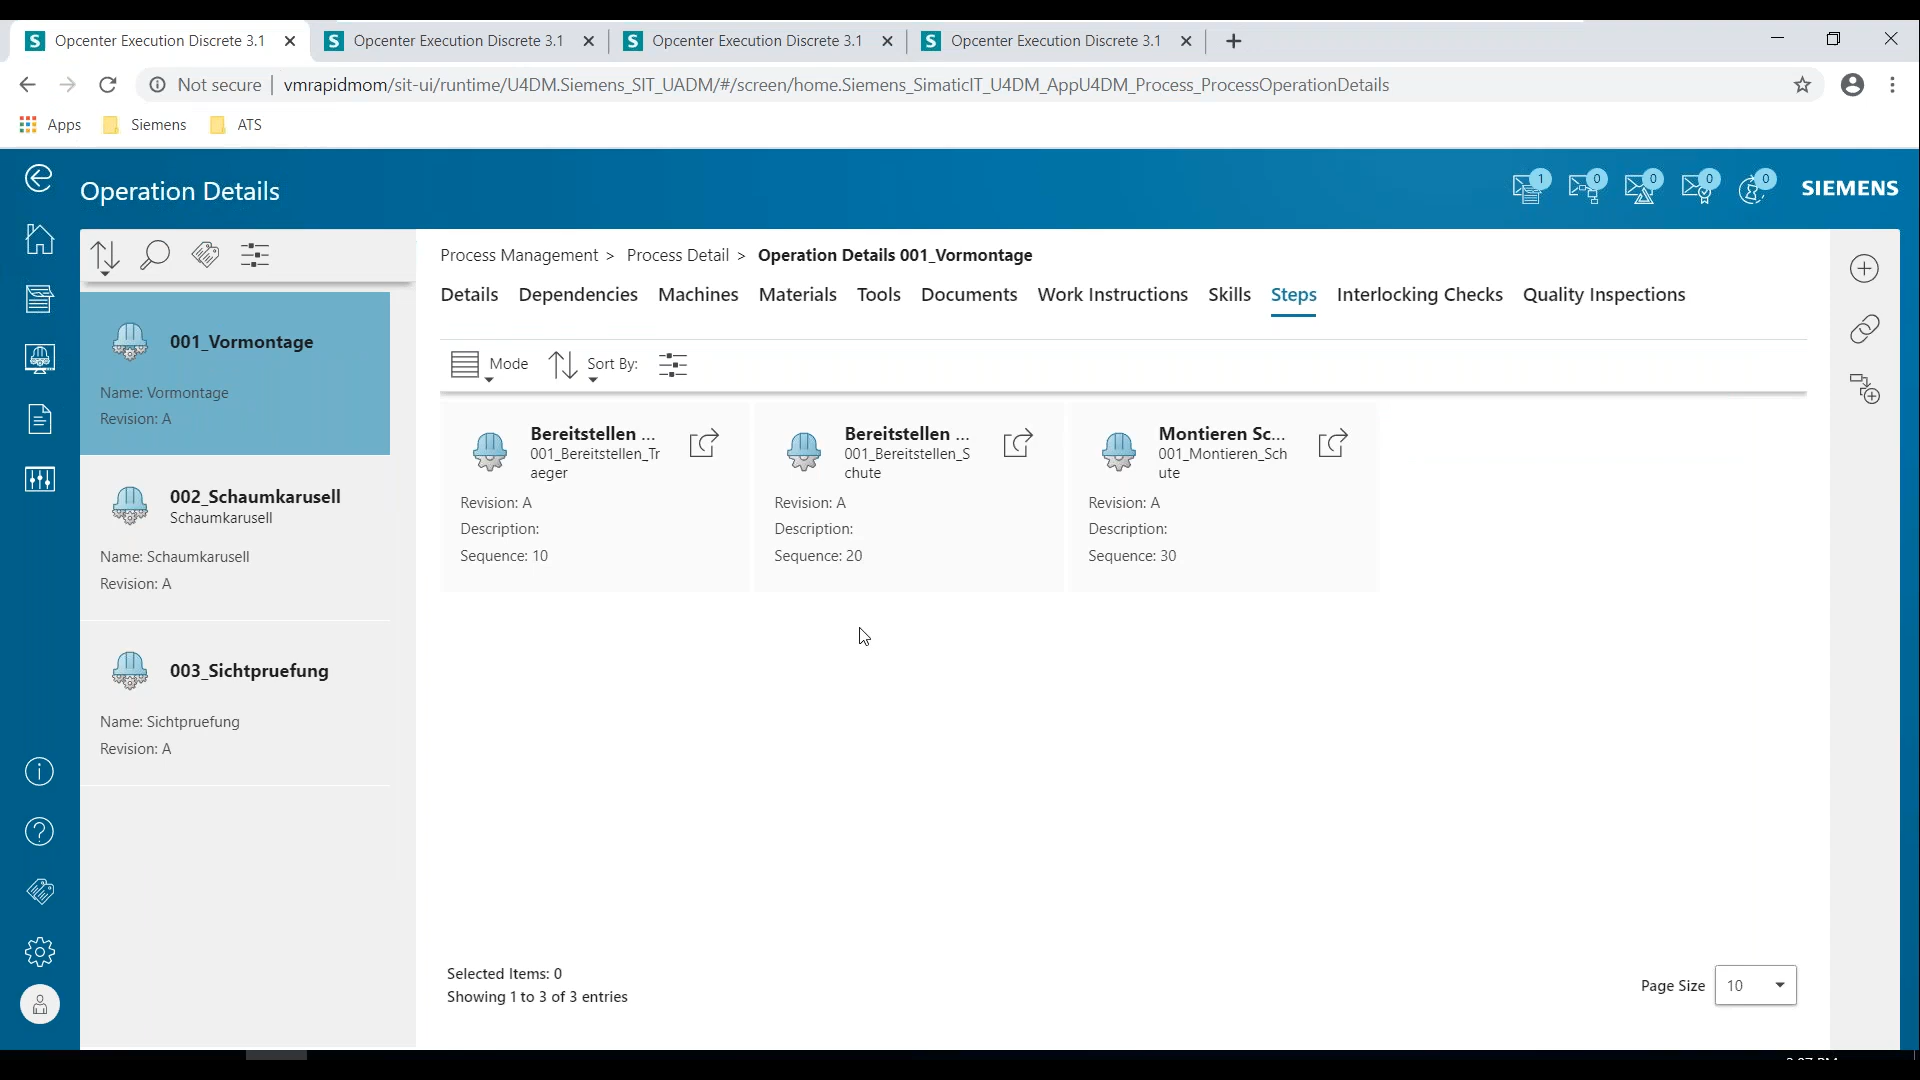 Opcenter Execution Discrete 3.1
Opcenter Execution Discrete 3.1
Opcenter Execution Discrete 3.1
Opcenter Execution Discrete 3.1
Not secure | vmrapidmom/sit-ui/runtime/U4DM.Siemens_SIT_UADM/#/screen/home.Siemens_SimaticIT_U4DM_AppU4DM_Process_ProcessOperationDetails
Apps
Siemens
ATS
Operation Details
1
0
0
0
0
SIEMENS
001_Vormontage
Name: Vormontage
Revision: A
002_Schaumkarusell
Schaumkarusell
Name: Schaumkarusell
Revision: A
003_Sichtpruefung
Name: Sichtpruefung
Revision: A
Process Management > Process Detail > Operation Details 001_Vormontage
Details Dependencies Machines Materials Tools Documents Work Instructions Skills Steps Interlocking Checks Quality Inspections
Mode Sort By:
Bereitstellen ...
001_Bereitstellen_Tr
aeger
Revision: A
Description:
Sequence: 10
Bereitstellen ...
001_Bereitstellen_S
chute
Revision: A
Description:
Sequence: 20
Montieren Sc...
001_Montieren_Sch
ute
Revision: A
Description:
Sequence: 30
Selected Items: 0
Showing 1 to 3 of 3 entries
Page Size 10